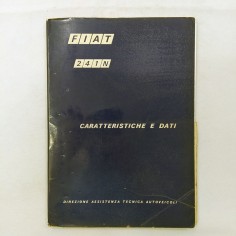 FIAT
241N
CARATTERISTICHE E DATI
DIREZIONE ASSISTENZA TECNICA AUTOVEICOLI